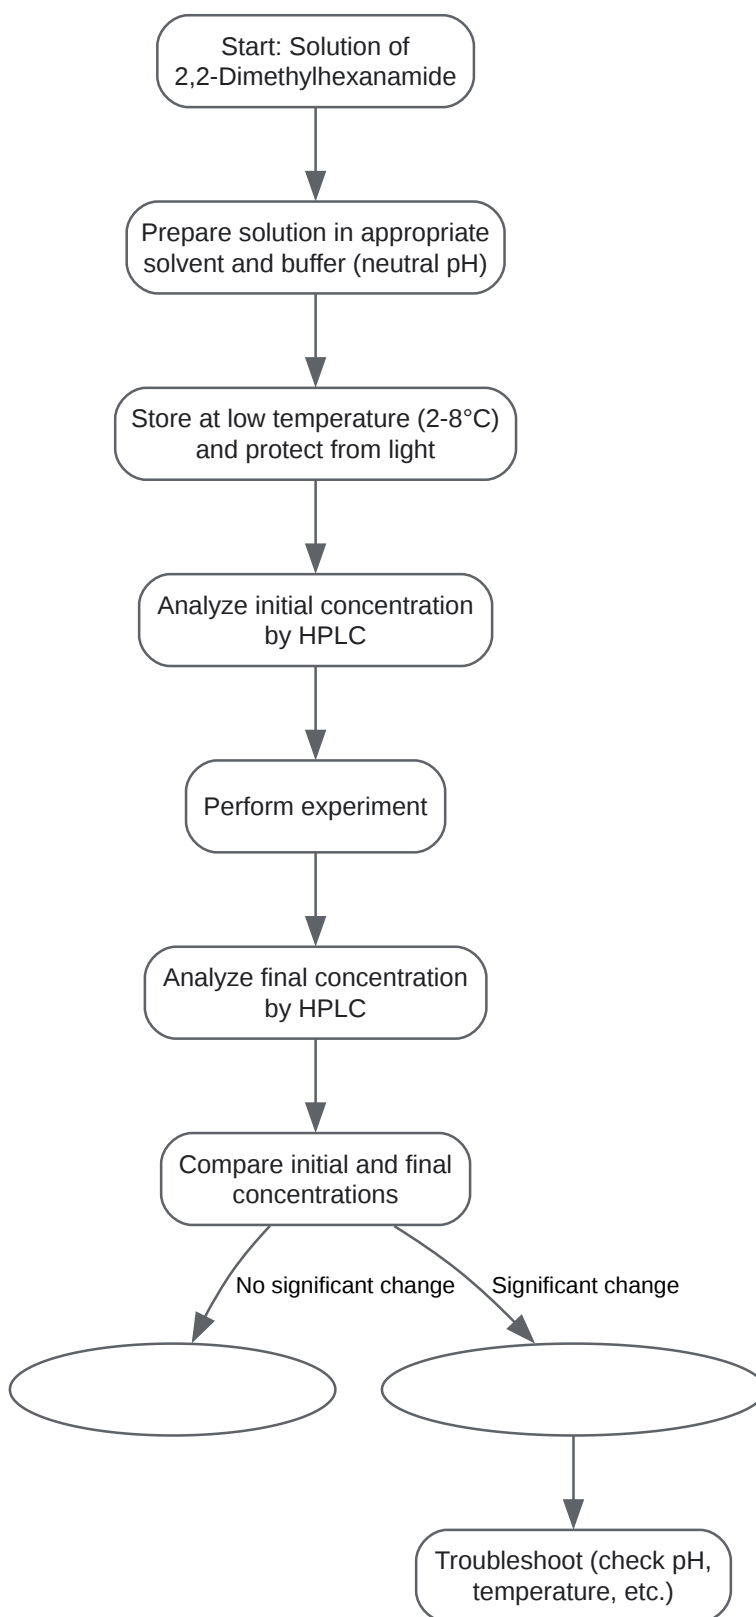 Start: Solution of
2,2-Dimethylhexanamide
Prepare solution in appropriate
solvent and buffer (neutral pH)
Store at low temperature (2-8°C)
and protect from light
Analyze initial concentration
by HPLC
Perform experiment
Analyze final concentration
by HPLC
Compare initial and final
concentrations
No significant change
Significant change
Troubleshoot (check pH,
temperature, etc.)